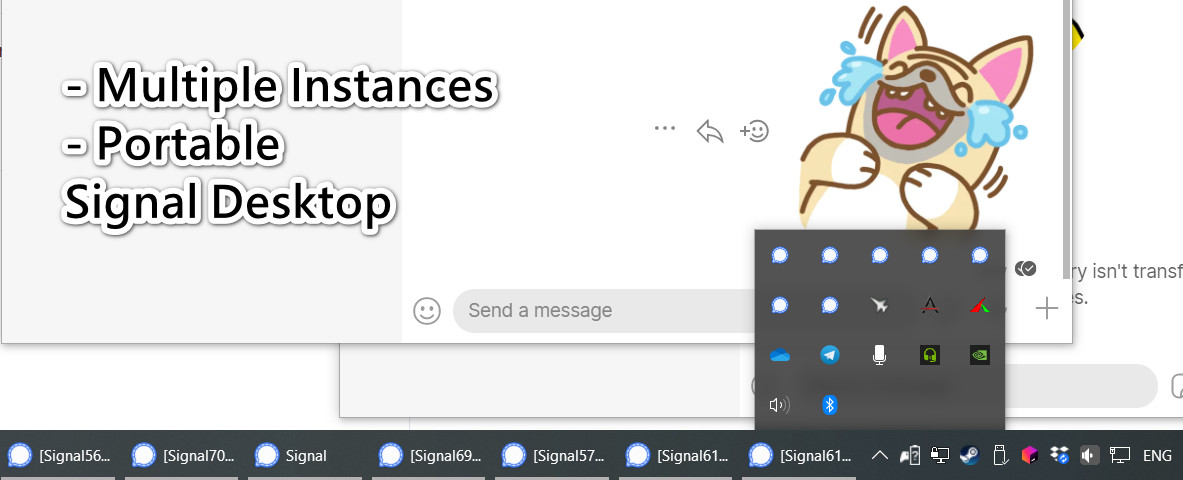 - Multiple Instances
- Portable
Signal Desktop
ry isn't transf
es.
Send a message
[Signal56...
[Signal70...
Signal
[Signal69...
[Signal57...
[Signal61...
[Signal61...
ENG